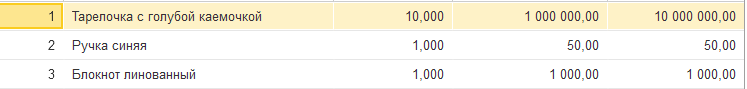 1 Тарелочка с голубой каемочкой 10,000 1 000 000,00 10 000 000,00
2 Ручка синяя 1,000 50,00 50,00
3 Блокнот линованный 1,000 1 000,00 1 000,00